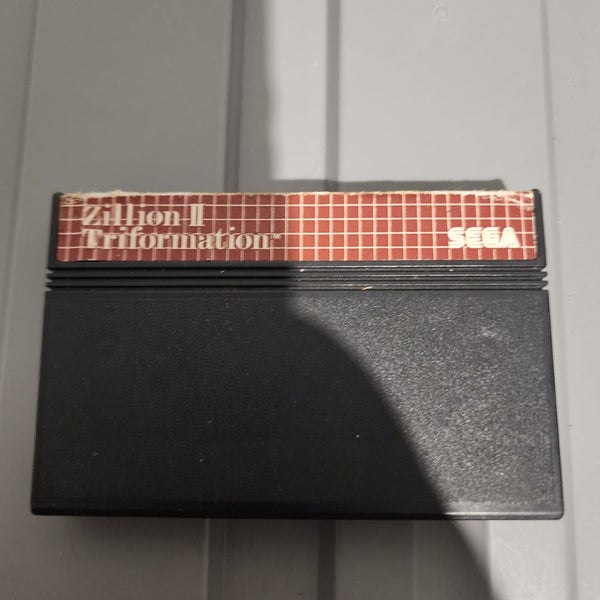 Zillion II
Triformation™
SEGA